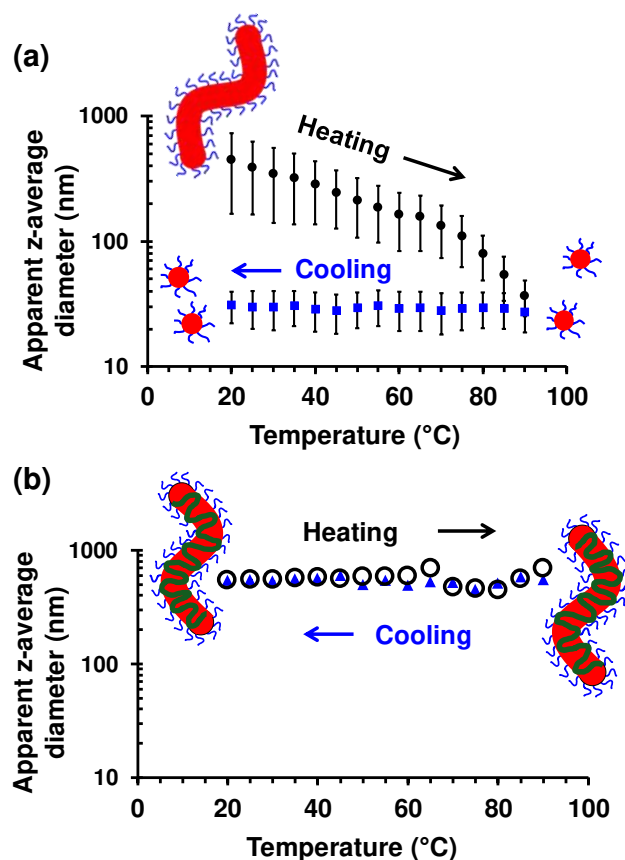 (a)
1000
100
10
Heating
Cooling
Apparent z-average
diameter (nm)
0
20
40
60
80
100
Temperature (°C)
(b)
1000
100
10
Heating
Cooling
Apparent z-average
diameter (nm)
0
20
40
60
80
100
Temperature (°C)